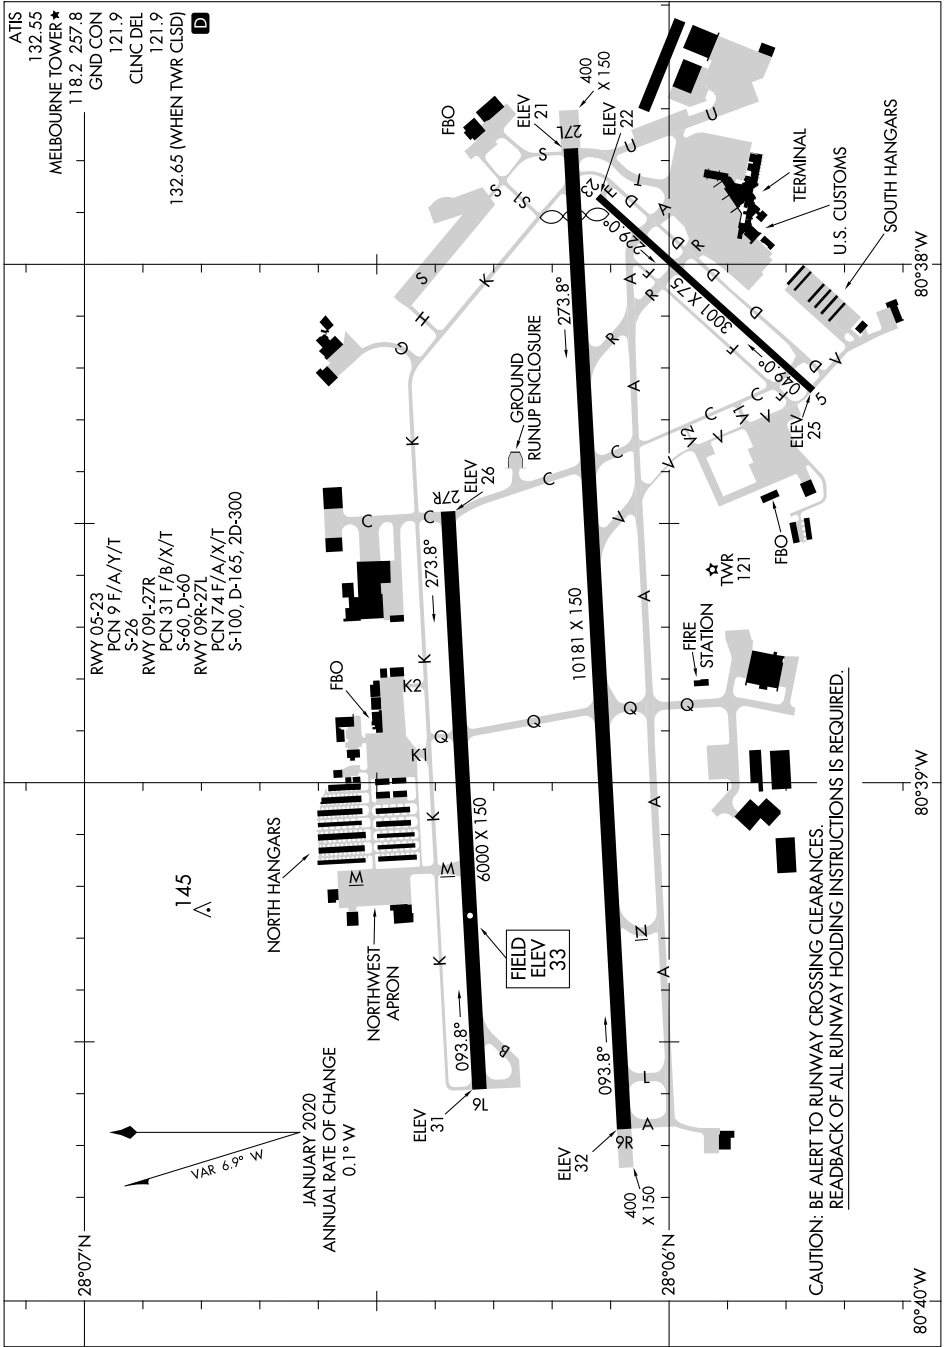 ATIS
132.55
MELBOURNE TOWER★
118.2 257.8
GND CON
121.9
CLNC DEL
121.9
132.65 (WHEN TWR CLSD)
D
RWY 05-23
PCN 9 F/A/Y/T
S-26
RWY 09L-27R
PCN 31 F/B/X/T
S-60, D-60
RWY 09R-27L
PCN 74 F/A/X/T
S-100, D-165, 2D-300
28°07'N
28°06'N
80°40'W
80°39'W
80°38'W
VAR 6.9° W
JANUARY 2020
ANNUAL RATE OF CHANGE
0.1° W
145
NORTH HANGARS
NORTHWEST
APRON
FBO
FBO
FBO
K1
K2
K
K
K
K
K
K
M
M
Q
Q
Q
Q
C
C
C
C
C
C
G
H
S
S
S
S1
B
L
N
A
A
A
A
A
A
A
A
R
R
R
V
V
V
V
V
V1
V2
F
F
F
D
D
D
D
D
E
T
U
U
ELEV
31
9L
093.8°
6000 X 150
FIELD
ELEV
33
273.8°
27R
ELEV
26
GROUND
RUNUP ENCLOSURE
400
X 150
ELEV
32
9R
093.8°
10181 X 150
273.8°
27L
ELEV
21
400
X 150
ELEV
22
23
229.0°
3001 X 75
049.0°
5
ELEV
25
TERMINAL
U.S. CUSTOMS
SOUTH HANGARS
TWR
121
FIRE
STATION
CAUTION: BE ALERT TO RUNWAY CROSSING CLEARANCES.
READBACK OF ALL RUNWAY HOLDING INSTRUCTIONS IS REQUIRED.